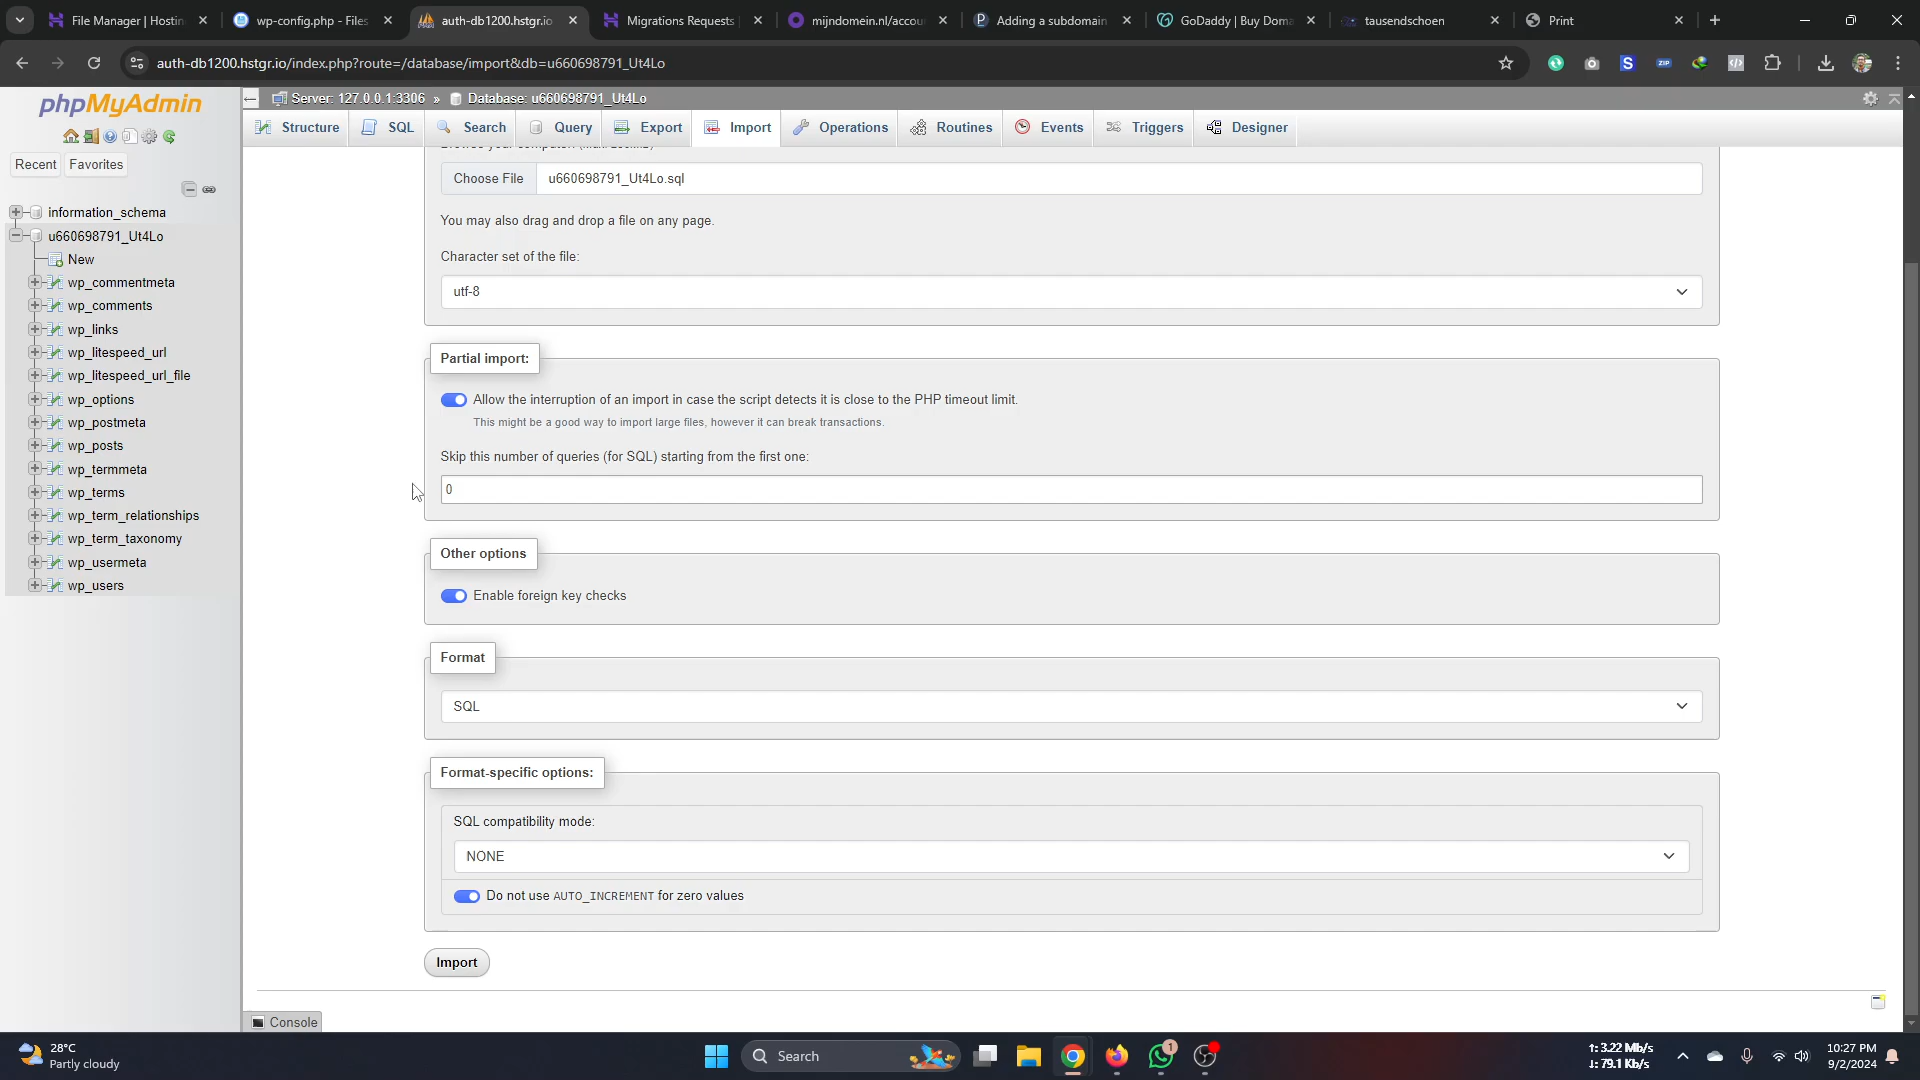 File Manager | Hostin
wp-config.php - Files
auth-db1200.hstgr.io
Migrations Requests
mijndomein.nl/accou
Adding a subdomain
GoDaddy | Buy Doma
tausendschoen
Print
auth-db1200.hstgr.io/index.php?route=/database/import&db=u660698791_Ut4Lo
phpMyAdmin
Recent
Favorites
information_schema
u660698791_Ut4Lo
New
wp_commentmeta
wp_comments
wp_links
wp_litespeed_url
wp_litespeed_url_file
wp_options
wp_postmeta
wp_posts
wp_termmeta
wp_terms
wp_term_relationships
wp_term_taxonomy
wp_usermeta
wp_users
Server: 127.0.0.1:3306 » Database: u660698791_Ut4Lo
Structure
SQL
Search
Query
Export
Import
Operations
Routines
Events
Triggers
Designer
Choose File
u660698791_Ut4Lo.sql
You may also drag and drop a file on any page.
Character set of the file:
utf-8
Partial import:
Allow the interruption of an import in case the script detects it is close to the PHP timeout limit.
This might be a good way to import large files, however it can break transactions.
Skip this number of queries (for SQL) starting from the first one:
0
Other options
Enable foreign key checks
Format
SQL
Format-specific options:
SQL compatibility mode:
NONE
Do not use AUTO_INCREMENT for zero values
Import
Console
28°C
Partly cloudy
Search
1
↑: 3.22 Mb/s
↓: 79.1 Kb/s
10:27 PM
9/2/2024